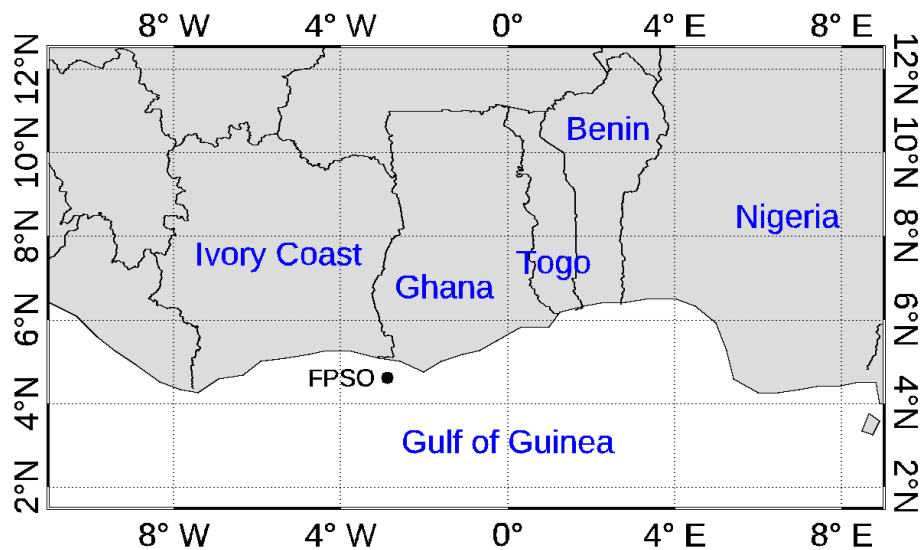 8° W 4° W 0° 4° E 8° E
12°N 12°N
10°N Benin 10°N
8°N Nigeria 8°N
Ivory Coast Togo
Ghana
6°N 6°N
FPSO
4°N 4°N
Gulf of Guinea
2°N 2°N
8° W 4° W 0° 4° E 8° E